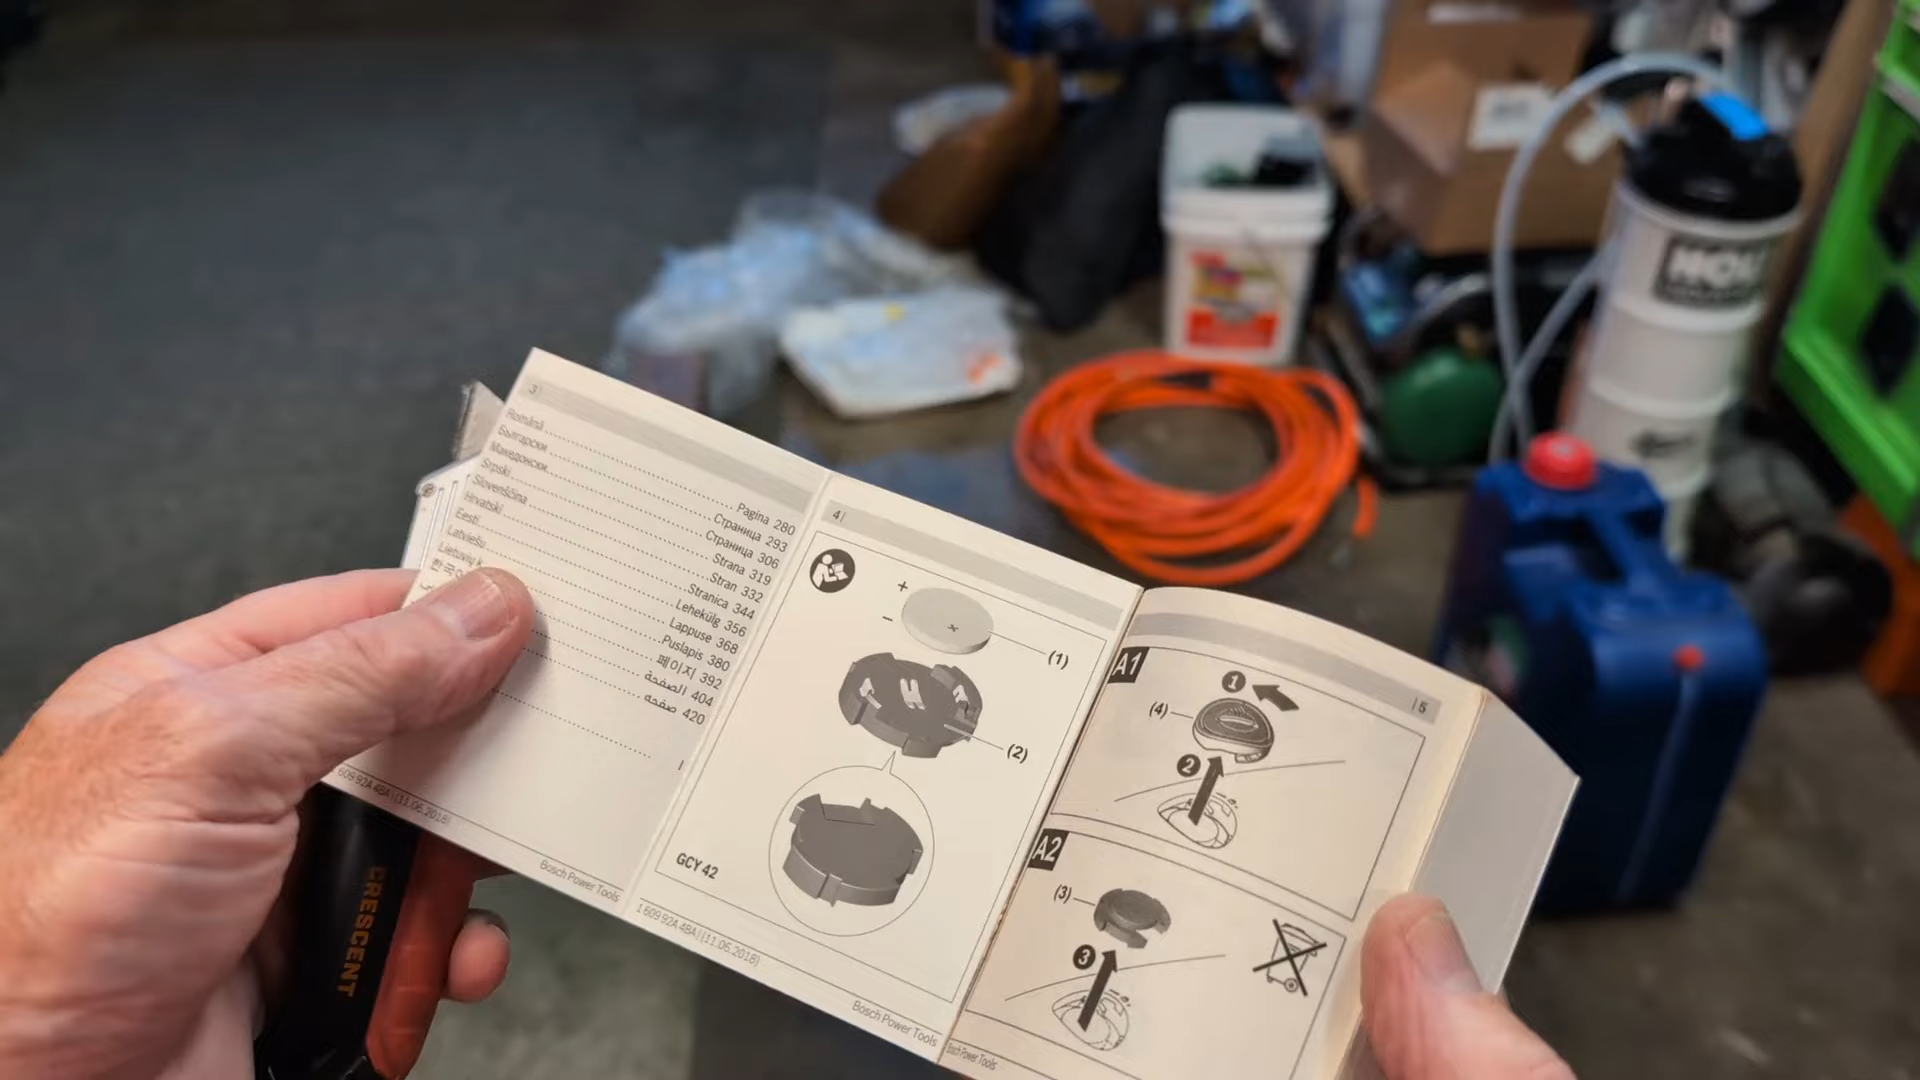 3 |
Română ........ Pagina 280
Български ........ Страница 293
Македонски ........ Страница 306
Srpski ........ Strana 319
Slovenščina ........ Stran 332
Hrvatski ........ Stranica 344
Eesti ........ Lehekülg 356
Latviešu ........ Lappuse 368
Lietuvių k ........ Puslapis 380
한국어 ........ 페이지 392
الصفحة 404
صفحه 420
1 609 92A 4BA | (11.06.2018)
Bosch Power Tools
4 |
+
−
(1)
(2)
GCY 42
1 609 92A 4BA | (11.06.2018)
Bosch Power Tools
| 5
A1
1
(4)
2
A2
(3)
3
Bosch Power Tools
CRESCENT